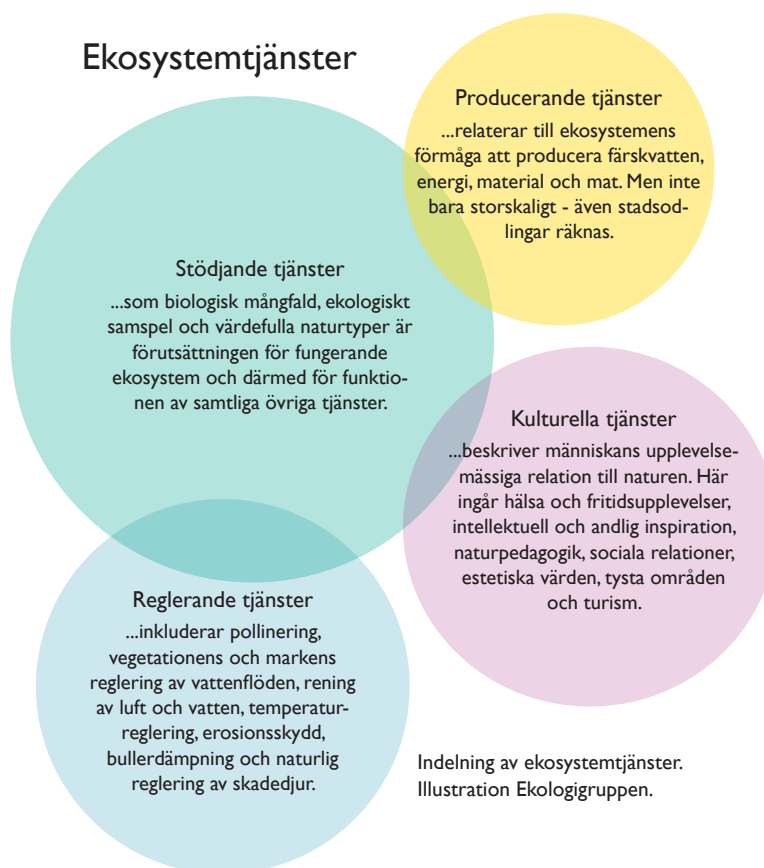 Ekosystemtjänster
Producerande tjänster
...relaterar till ekosystemens
förmåga att producera färskvatten,
energi, material och mat. Men inte
bara storskaligt - även stadsod-
lingar räknas.
Stödjande tjänster
...som biologisk mångfald, ekologiskt
samspel och värdefulla naturtyper är
förutsättningen för fungerande
ekosystem och därmed för funktio-
nen av samtliga övriga tjänster.
Kulturella tjänster
...beskriver människans upplevelse-
mässiga relation till naturen. Här
ingår hälsa och fritidsupplevelser,
intellektuell och andlig inspiration,
naturpedagogik, sociala relationer,
estetiska värden, tysta områden
och turism.
Reglerande tjänster
...inkluderar pollinering,
vegetationens och markens
reglering av vattenflöden, rening
av luft och vatten, temperatur-
reglering, erosionsskydd,
bullerdämpning och naturlig
reglering av skadedjur.
Indelning av ekosystemtjänster.
Illustration Ekologigruppen.